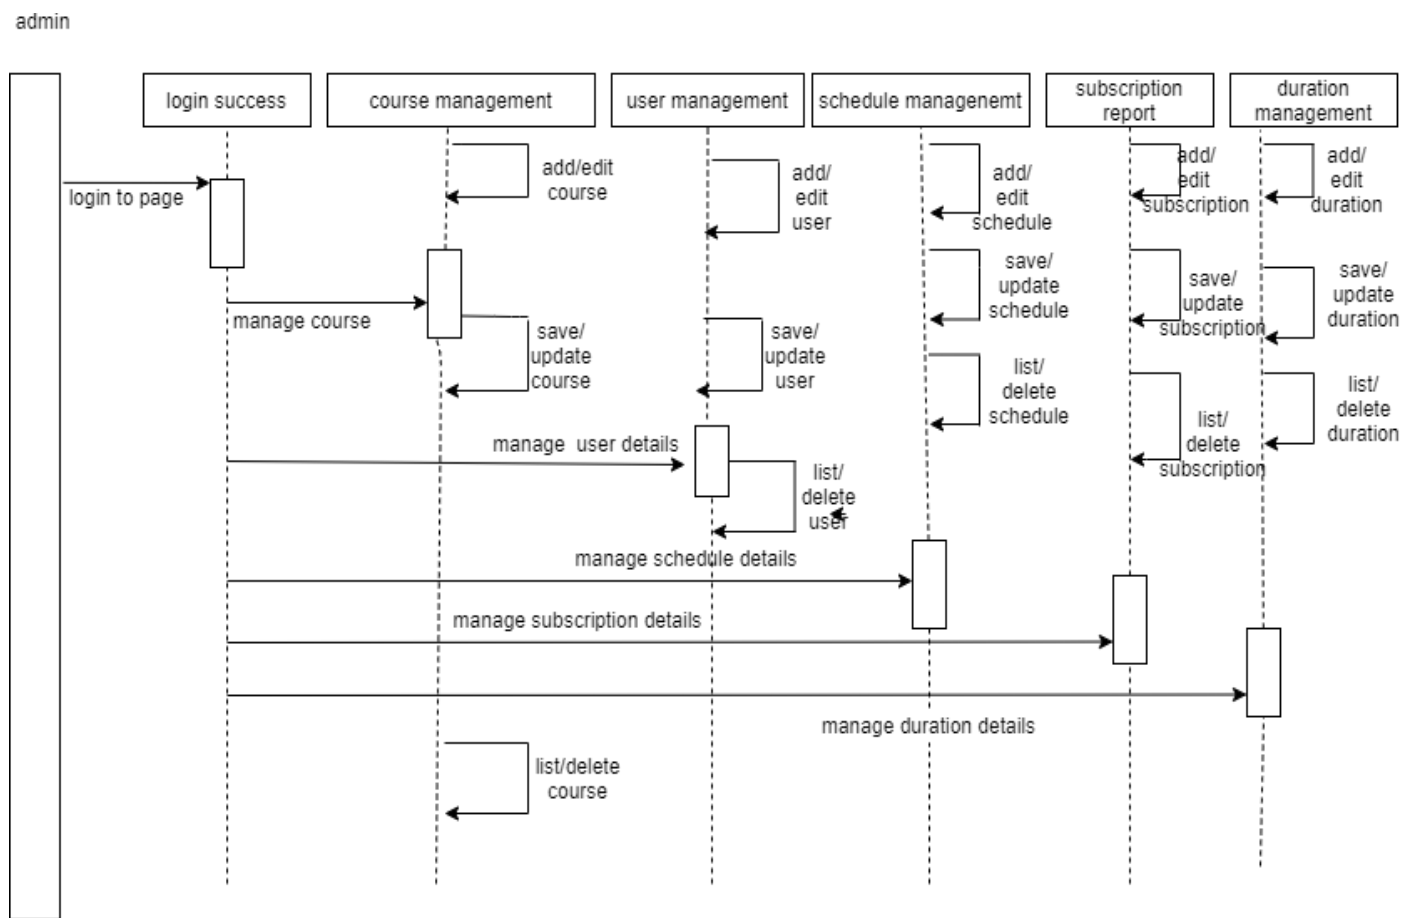 admin
login success
course management
user management
schedule managenemt
subscription
report
duration
management
login to page
add/edit
course
add/
edit
user
add/
edit
schedule
add/
edit
subscription
add/
edit
duration
manage course
save/
update
course
save/
update
user
save/
update
schedule
save/
update
subscription
save/
update
duration
list/
delete
schedule
list/
delete
subscription
list/
delete
duration
manage  user details
list/
delete
user
manage schedule details
manage subscription details
manage duration details
list/delete
course